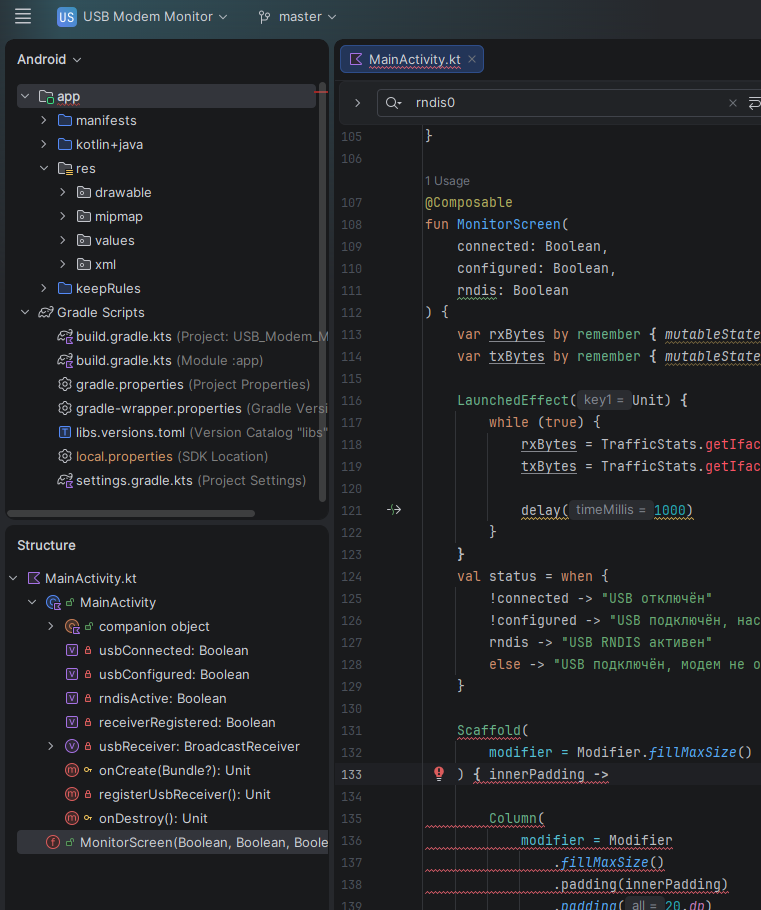 US USB Modem Monitor master
Android
app
manifests
kotlin+java
res
drawable
mipmap
values
xml
keepRules
Gradle Scripts
build.gradle.kts (Project: USB_Modem_M
build.gradle.kts (Module :app)
gradle.properties (Project Properties)
gradle-wrapper.properties (Gradle Versi
libs.versions.toml (Version Catalog "libs"
local.properties (SDK Location)
settings.gradle.kts (Project Settings)
Structure
MainActivity.kt
MainActivity
companion object
usbConnected: Boolean
usbConfigured: Boolean
rndisActive: Boolean
receiverRegistered: Boolean
usbReceiver: BroadcastReceiver
onCreate(Bundle?): Unit
registerUsbReceiver(): Unit
onDestroy(): Unit
MonitorScreen(Boolean, Boolean, Boole
MainActivity.kt
rndis0
105 }
106
1 Usage
107 @Composable
108 fun MonitorScreen(
109 connected: Boolean,
110 configured: Boolean,
111 rndis: Boolean
112 ) {
113 var rxBytes by remember { mutableState
114 var txBytes by remember { mutableState
115
116 LaunchedEffect( key1 = Unit) {
117 while (true) {
118 rxBytes = TrafficStats.getIfac
119 txBytes = TrafficStats.getIfac
120
121 delay( timeMillis = 1000)
122 }
123 }
124 val status = when {
125 !connected -> "USB отключён"
126 !configured -> "USB подключён, нас
127 rndis -> "USB RNDIS активен"
128 else -> "USB подключён, модем не о
129 }
130
131 Scaffold(
132 modifier = Modifier.fillMaxSize()
133 ) { innerPadding ->
134
135 Column(
136 modifier = Modifier
137 .fillMaxSize()
138 .padding(innerPadding)
139 .padding( all = 20.dp)